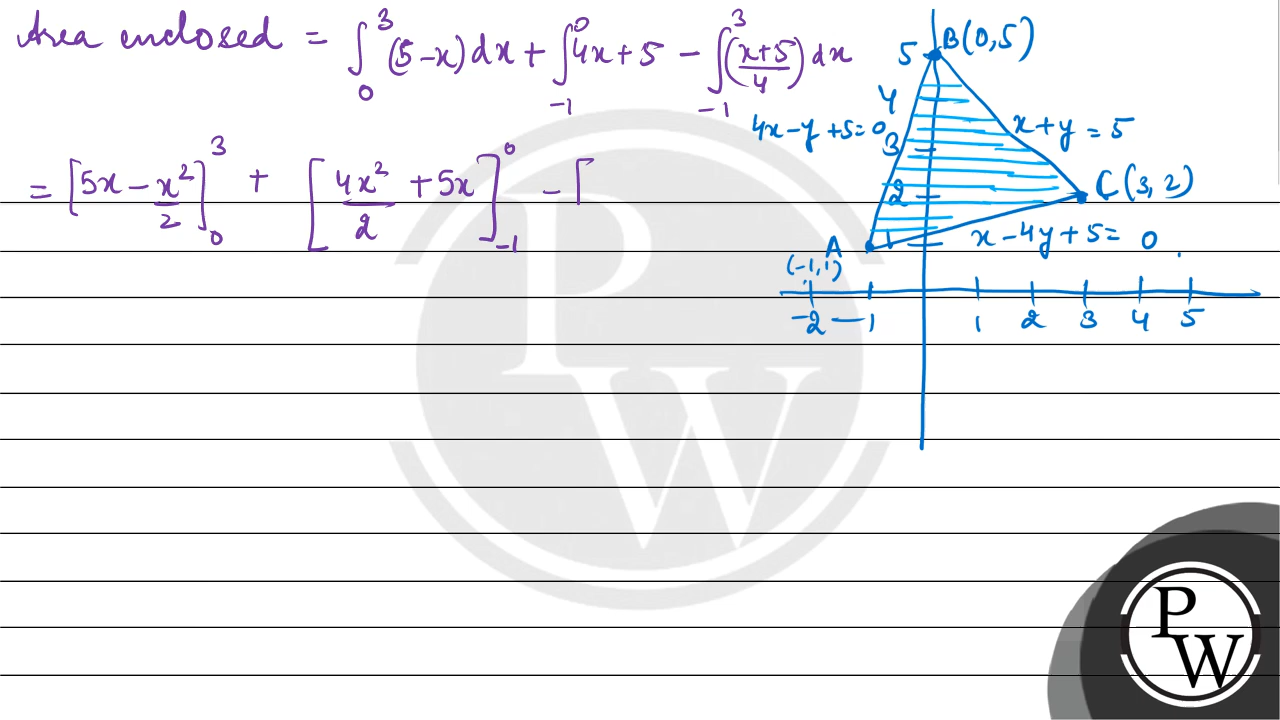 Area enclosed = ∫₀³ (5-x) dx + ∫₋₁⁰ 4x+5 - ∫₋₁³ (x+5/4) dx
= [5x - x²/2]₀³ + [4x²/2 + 5x]₋₁⁰ - [
B(0,5)
5
4
4x-y+5=0
x+y=5
3
2
C(3,2)
A
(-1,1)
1
x-4y+5=0
-2 -1 1 2 3 4 5
PW
PW